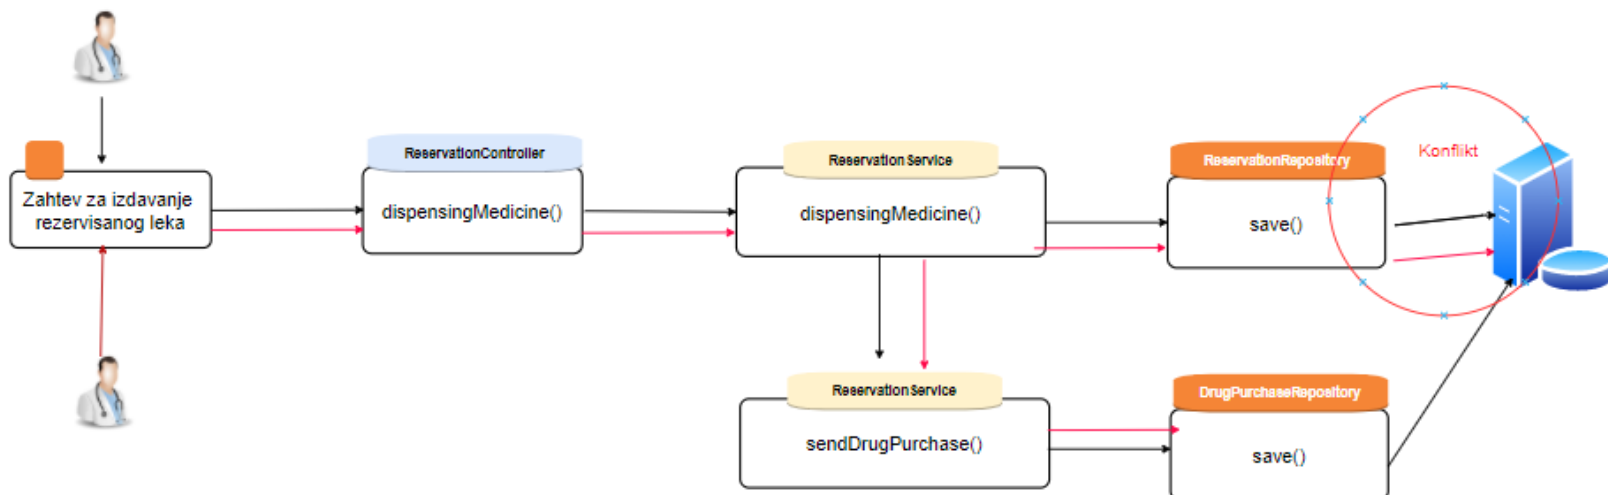 ReservationController
ReservationService
ReservationRepository
Konflikt
Zahtev za izdavanje
rezervisanog leka
dispensingMedicine()
dispensingMedicine()
save()
ReservationService
DrugPurchaseRepository
sendDrugPurchase()
save()